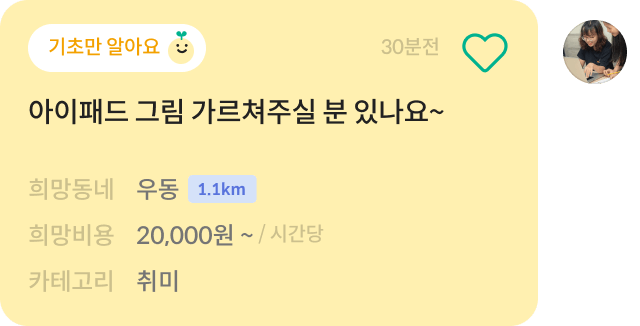 기초만 알아요
30분전
아이패드 그림 가르쳐주실 분 있나요~
희망동네 우동 1.1km
희망비용 20,000원 ~ / 시간당
카테고리 취미